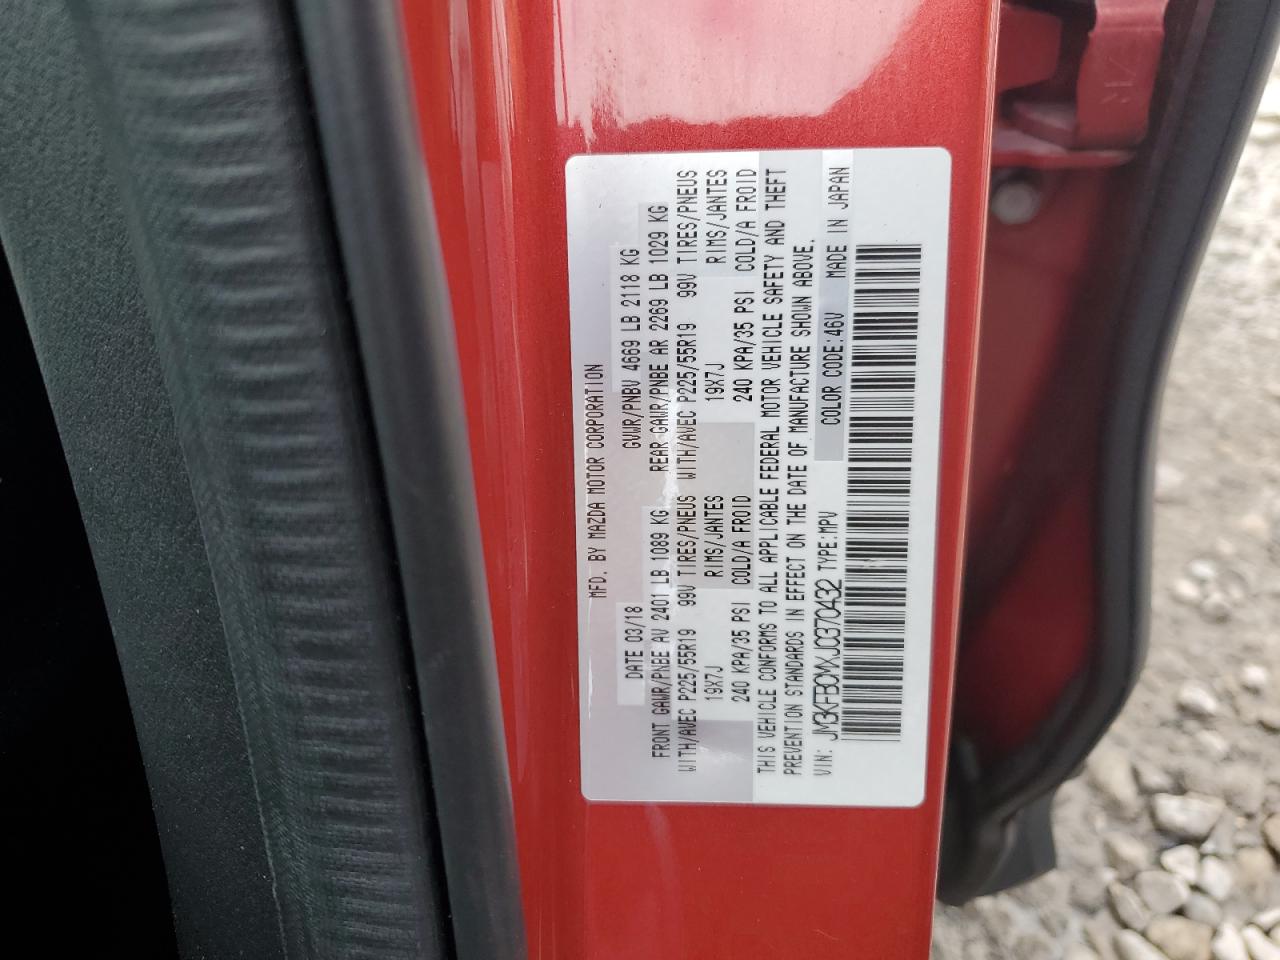 MFD. BY MAZDA MOTOR CORPORATION
DATE 03/18 GVWR/PNBV 4669 LB 2118 KG
FRONT GAWR/PNBE AV 2401 LB 1089 KG REAR GAWR/PNBE AR 2269 LB 1029 KG
WITH/AVEC P225/55R19 99V TIRES/PNEUS WITH/AVEC P225/55R19 99V TIRES/PNEUS
19X7J RIMS/JANTES 19X7J RIMS/JANTES
240 KPA/35 PSI COLD/A FROID 240 KPA/35 PSI COLD/A FROID
THIS VEHICLE CONFORMS TO ALL APPLICABLE FEDERAL MOTOR VEHICLE SAFETY AND THEFT
PREVENTION STANDARDS IN EFFECT ON THE DATE OF MANUFACTURE SHOWN ABOVE.
VIN: JM3KFBCMXJ0370432 TYPE:MPV COLOR CODE:46V MADE IN JAPAN